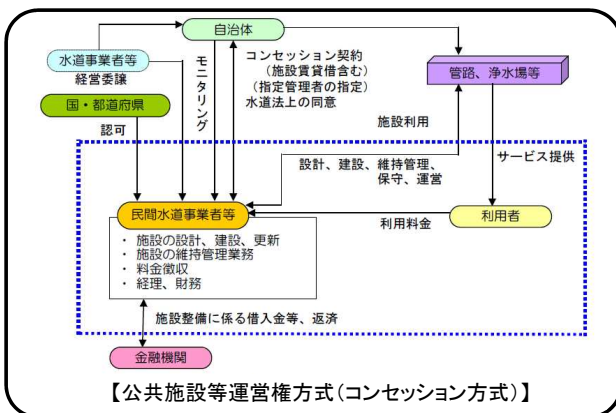 自治体
水道事業者等
経営委譲
国・都道府県
認可
モニタリング
コンセッション契約
（施設賃貸借含む）
（指定管理者の指定）
水道法上の同意
管路、浄水場等
施設利用
サービス提供
設計、建設、維持管理、
保守、運営
民間水道事業者等
利用料金
利用者
・ 施設の設計、建設、更新
・ 施設の維持管理業務
・ 料金徴収
・ 経理、財務
施設整備に係る借入金等、返済
金融機関
【公共施設等運営権方式(コンセッション方式)】